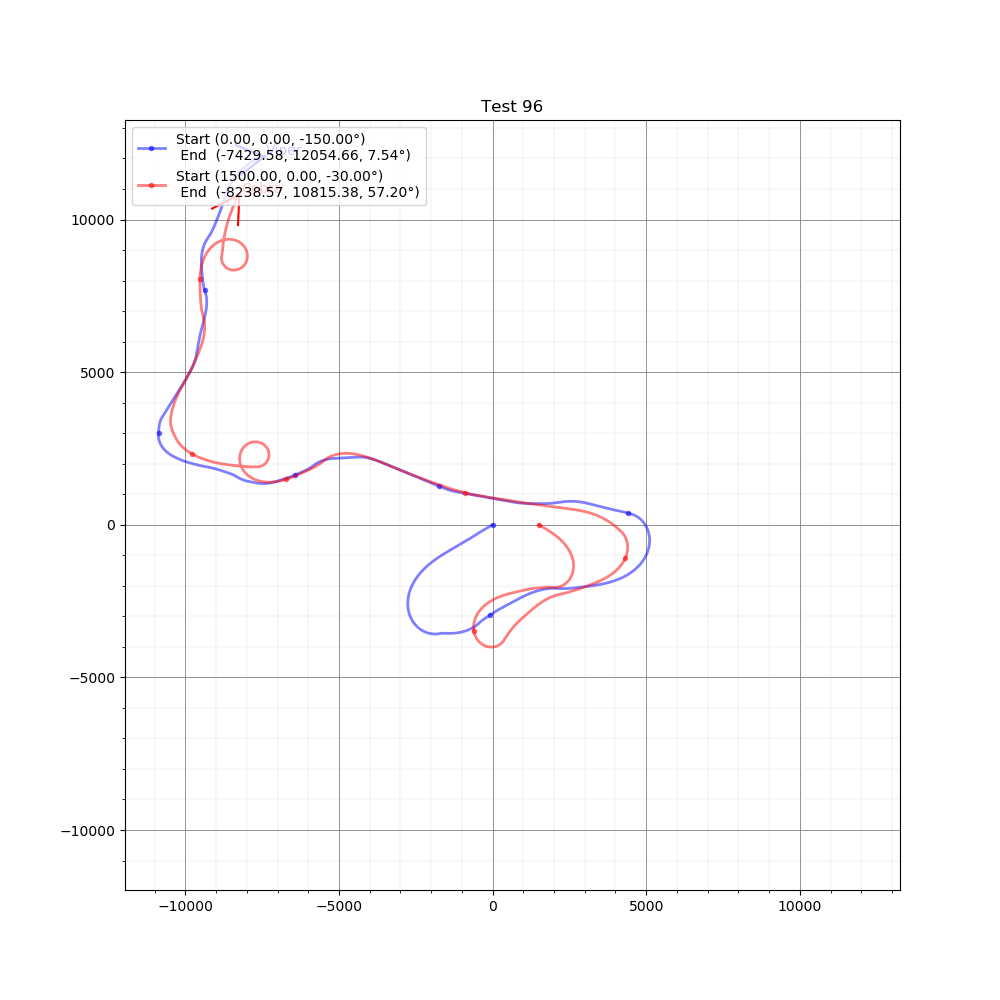 Test 96
Start (0.00, 0.00, -150.00°)
End (-7429.58, 12054.66, 7.54°)
Start (1500.00, 0.00, -30.00°)
End (-8238.57, 10815.38, 57.20°)
10000
5000
0
−5000
−10000
−10000 −5000 0 5000 10000